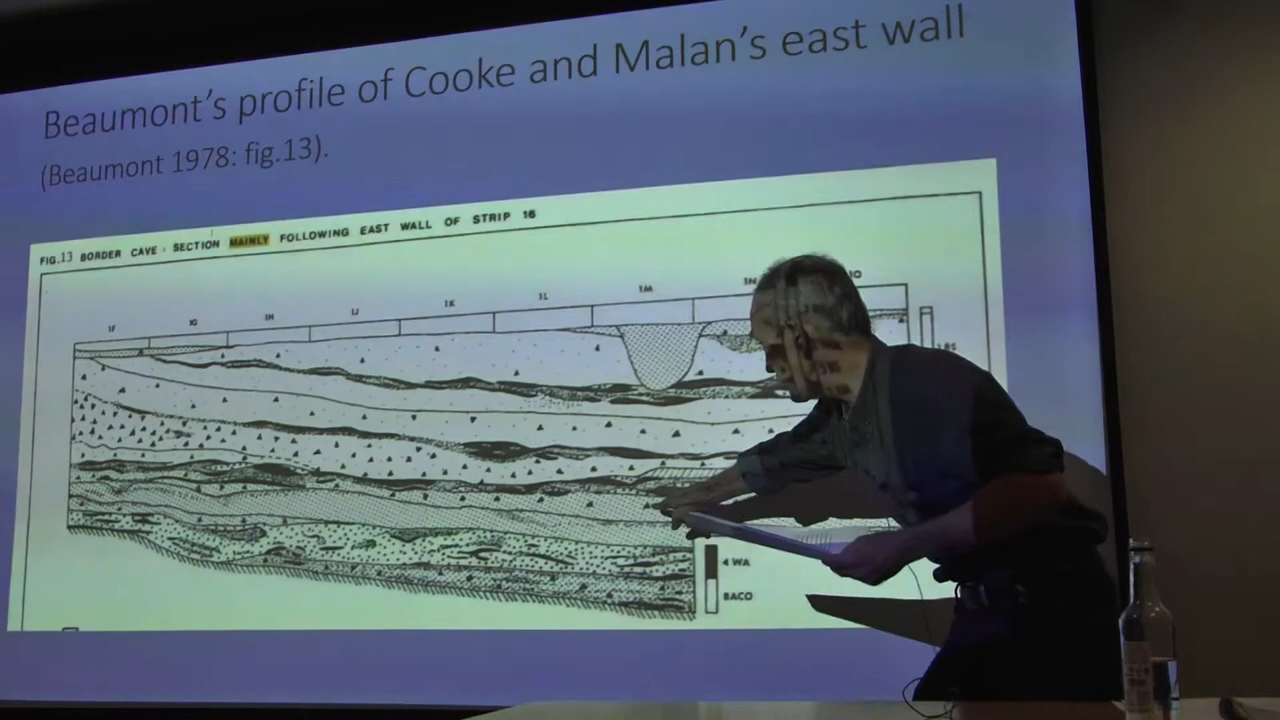 Beaumont's profile of Cooke and Malan's east wall
(Beaumont 1978: fig.13).
FIG.13 BORDER CAVE : SECTION MAINLY FOLLOWING EAST WALL OF STRIP 16
1F 1G 1H 1J 1K 1L 1M 1N
4 WA
BACO